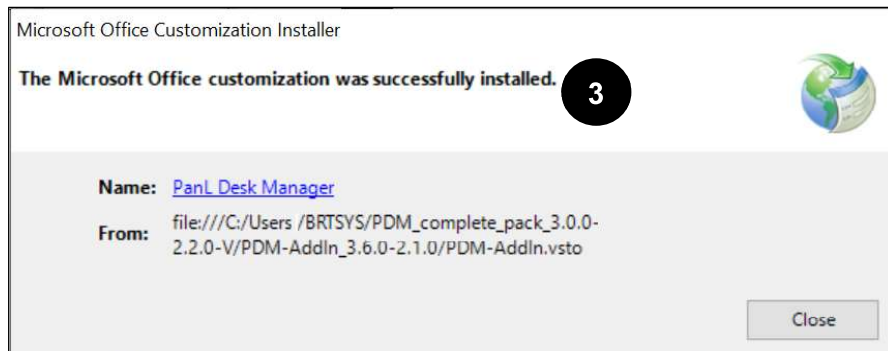 Microsoft Office Customization Installer
The Microsoft Office customization was successfully installed.
3
Name: PanL Desk Manager
From: file:///C:/Users /BRTSYS/PDM_complete_pack_3.0.0-
2.2.0-V/PDM-AddIn_3.6.0-2.1.0/PDM-AddIn.vsto
Close